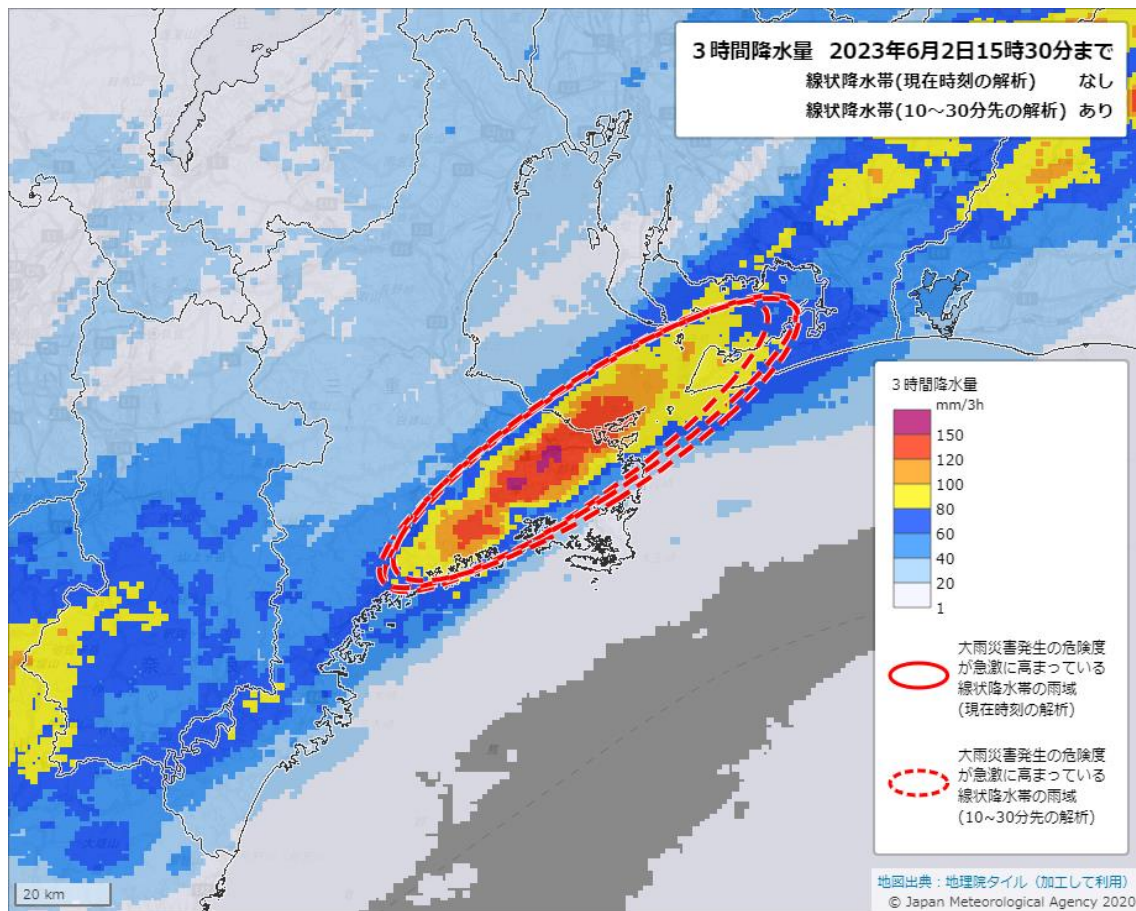 ３時間降水量 2023年6月2日15時30分まで
線状降水帯(現在時刻の解析) なし
線状降水帯(10～30分先の解析) あり
３時間降水量
mm/3h
150
120
100
80
60
40
20
1
大雨災害発生の危険度
が急激に高まっている
線状降水帯の雨域
(現在時刻の解析)
大雨災害発生の危険度
が急激に高まっている
線状降水帯の雨域
(10~30分先の解析)
20 km
地図出典：地理院タイル（加工して利用）
© Japan Meteorological Agency 2020